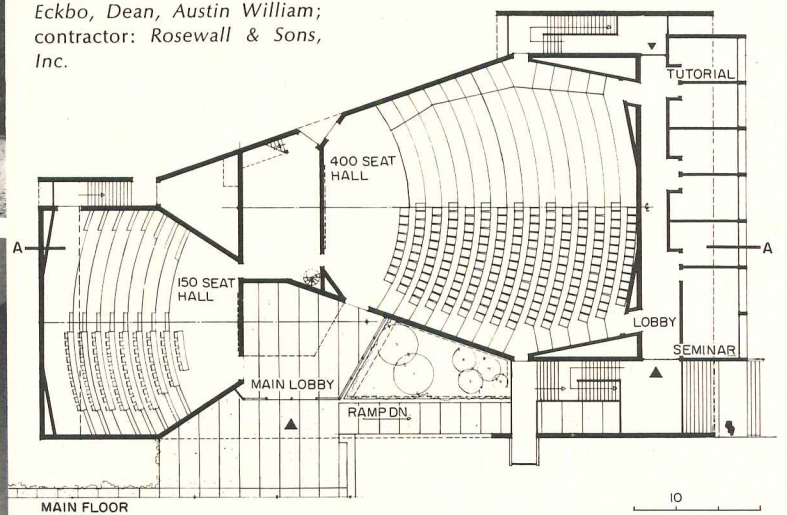 Eckbo, Dean, Austin William;
contractor: Rosewall & Sons,
Inc.
TUTORIAL
400 SEAT
HALL
A
A
150 SEAT
HALL
LOBBY
SEMINAR
MAIN LOBBY
RAMP DN.
MAIN FLOOR
10